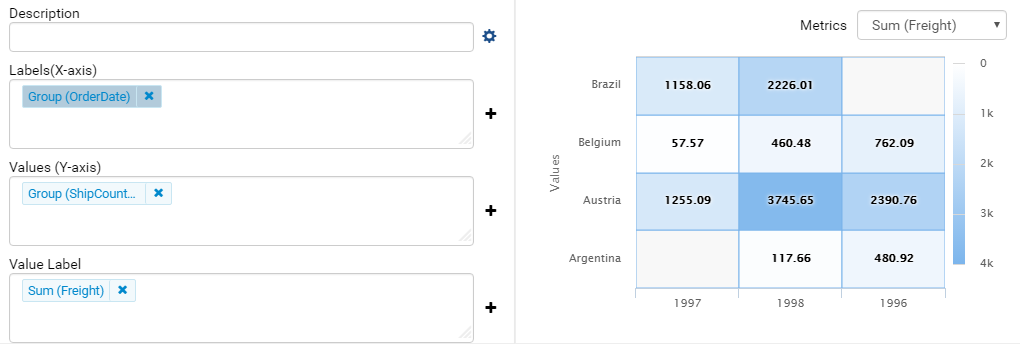 Description
Labels(X-axis)
Group (OrderDate) ✖
Values (Y-axis)
Group (ShipCount... ✖
Value Label
Sum (Freight) ✖
Metrics Sum (Freight)
Values
Brazil 1158.06 2226.01
Belgium 57.57 460.48 762.09
Austria 1255.09 3745.65 2390.76
Argentina 117.66 480.92
1997 1998 1996
0
1k
2k
3k
4k